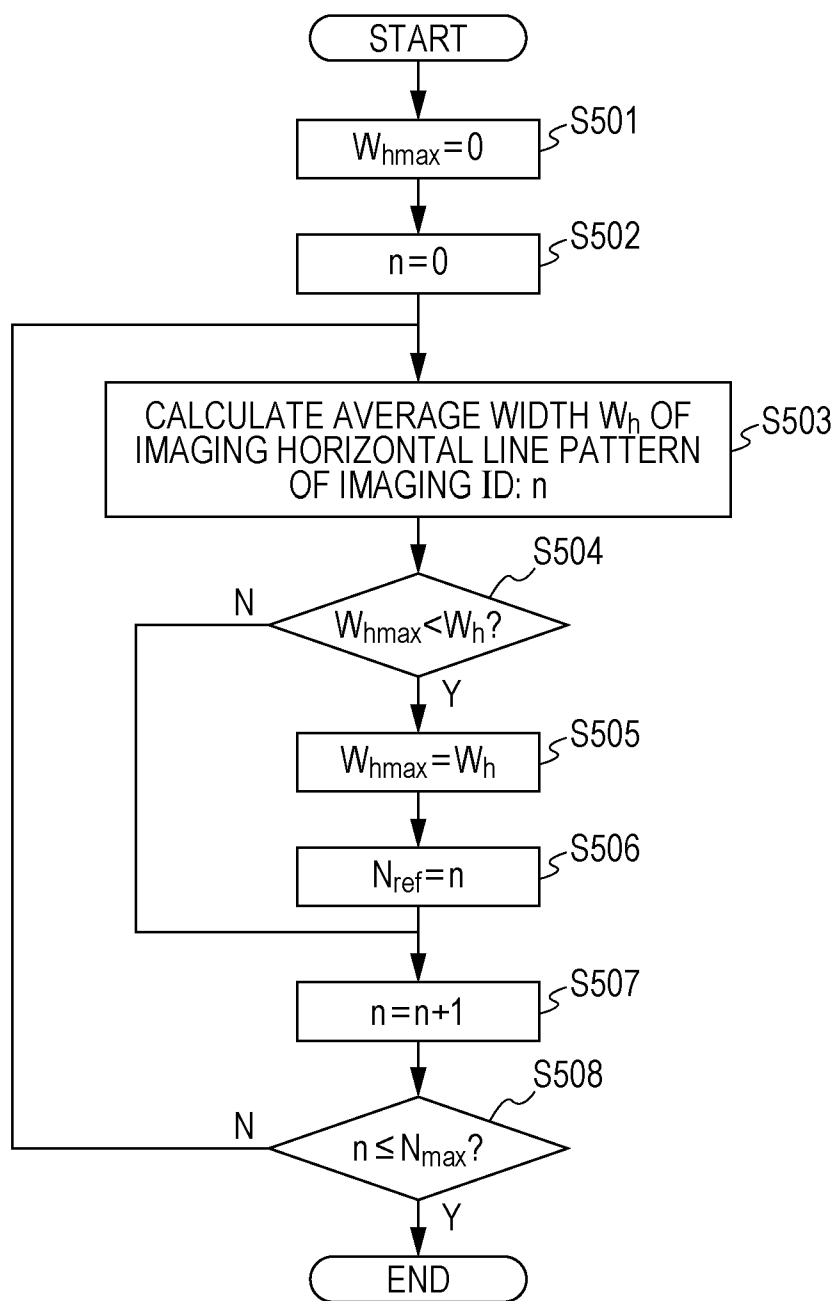 START
S501
Whmax=0
S502
n=0
CALCULATE AVERAGE WIDTH Wh OF
IMAGING HORIZONTAL LINE PATTERN
OF IMAGING ID: n
S503
S504
N
Whmax<Wh?
Y
S505
Whmax=Wh
S506
Nref=n
S507
n=n+1
S508
N
n≤Nmax?
Y
END